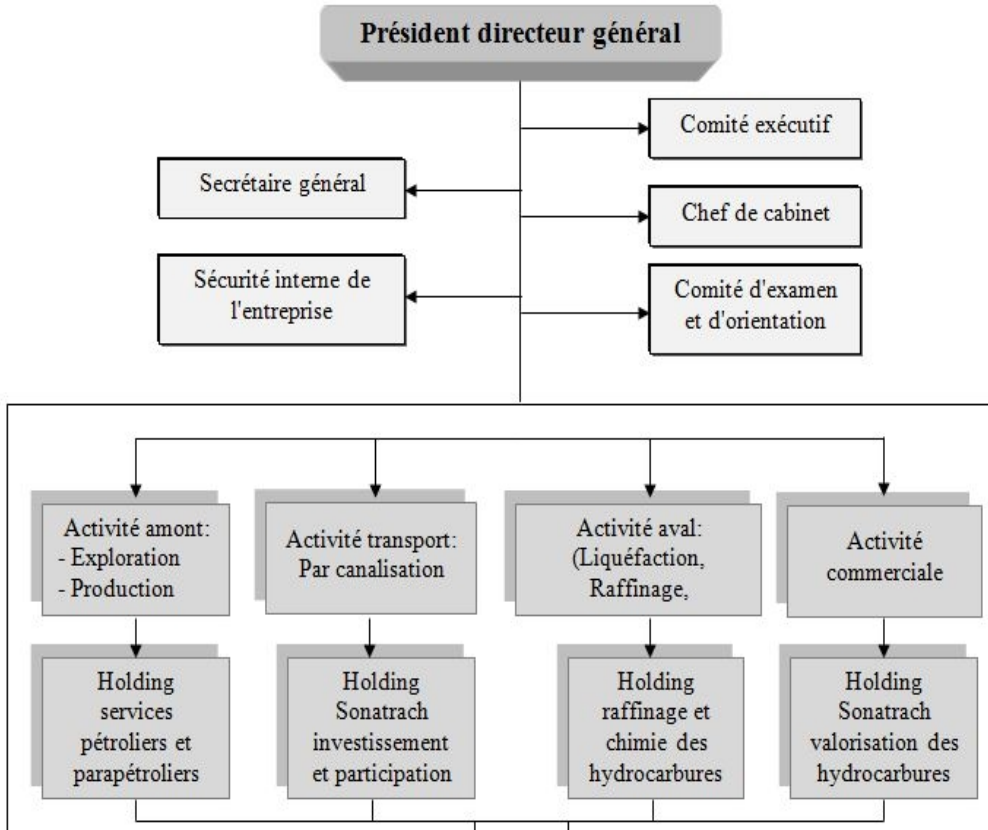 Président directeur général
Comité exécutif
Secrétaire général
Chef de cabinet
Sécurité interne de
l'entreprise
Comité d'examen
et d'orientation
Activité amont:
- Exploration
- Production
Activité transport:
Par canalisation
Activité aval:
(Liquéfaction,
Raffinage,
Activité
commerciale
Holding
services
pétroliers et
parapétroliers
Holding
Sonatrach
investissement
et participation
Holding
raffinage et
chimie des
hydrocarbures
Holding
Sonatrach
valorisation des
hydrocarbures